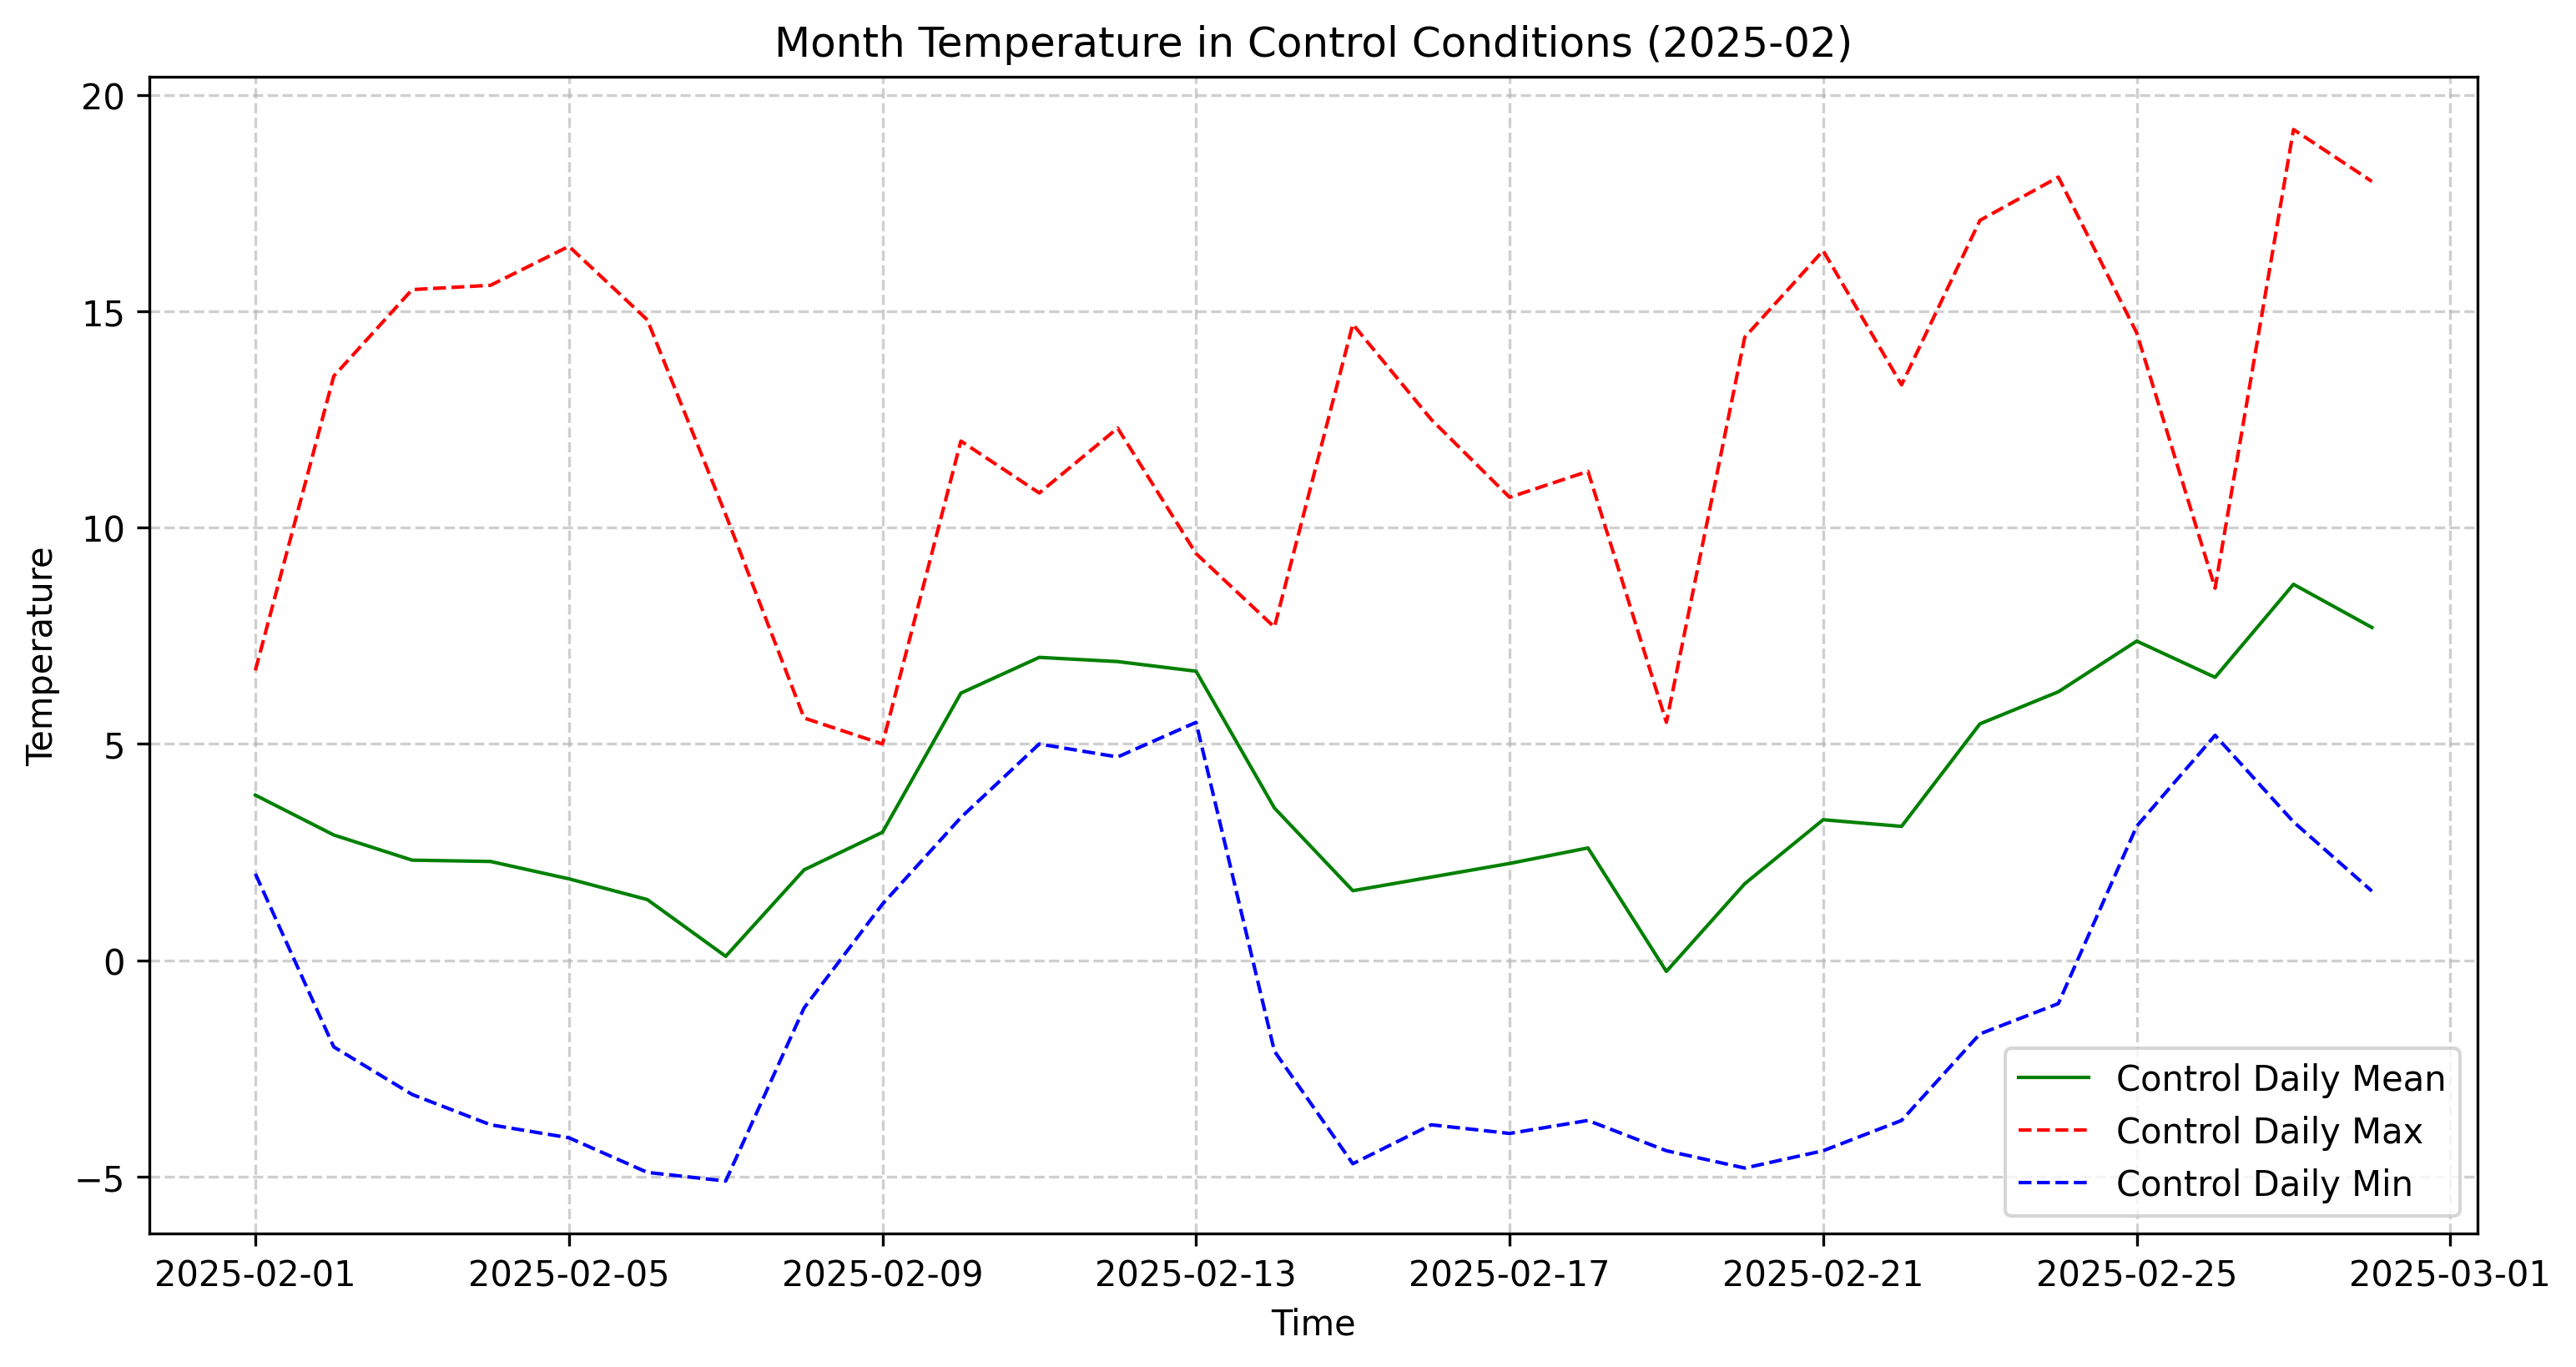 Month Temperature in Control Conditions (2025-02)
20
15
10
5
0
−5
Temperature
Control Daily Mean
Control Daily Max
Control Daily Min
2025-02-01 2025-02-05 2025-02-09 2025-02-13 2025-02-17 2025-02-21 2025-02-25 2025-03-01
Time